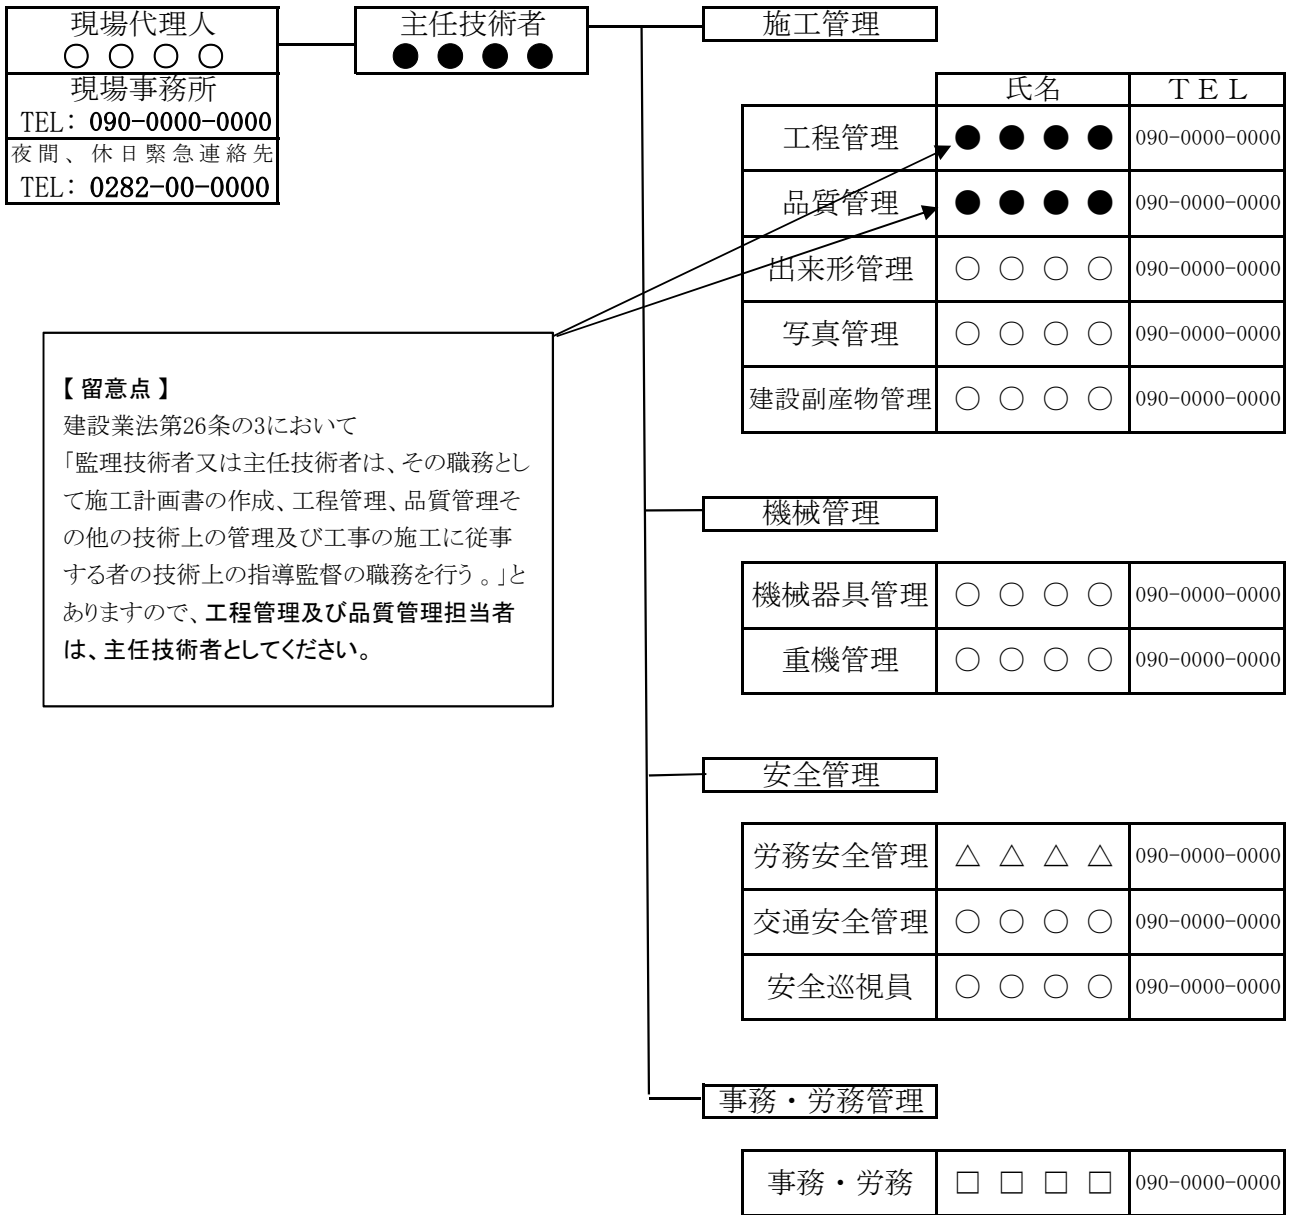 現場代理人
○ ○ ○ ○
現場事務所
TEL: 090-0000-0000
夜間、休日緊急連絡先
TEL: 0282-00-0000
主任技術者
● ● ● ●
施工管理
氏名 ＴＥＬ
工程管理 ● ● ● ● 090-0000-0000
品質管理 ● ● ● ● 090-0000-0000
出来形管理 ○ ○ ○ ○ 090-0000-0000
写真管理 ○ ○ ○ ○ 090-0000-0000
建設副産物管理 ○ ○ ○ ○ 090-0000-0000
【 留意点 】
建設業法第26条の3において
「監理技術者又は主任技術者は、その職務とし
て施工計画書の作成、工程管理、品質管理そ
の他の技術上の管理及び工事の施工に従事
する者の技術上の指導監督の職務を行う 。」と
ありますので、工程管理及び品質管理担当者
は、主任技術者としてください。
機械管理
機械器具管理 ○ ○ ○ ○ 090-0000-0000
重機管理 ○ ○ ○ ○ 090-0000-0000
安全管理
労務安全管理 △ △ △ △ 090-0000-0000
交通安全管理 ○ ○ ○ ○ 090-0000-0000
安全巡視員 ○ ○ ○ ○ 090-0000-0000
事務・労務管理
事務・労務 □ □ □ □ 090-0000-0000